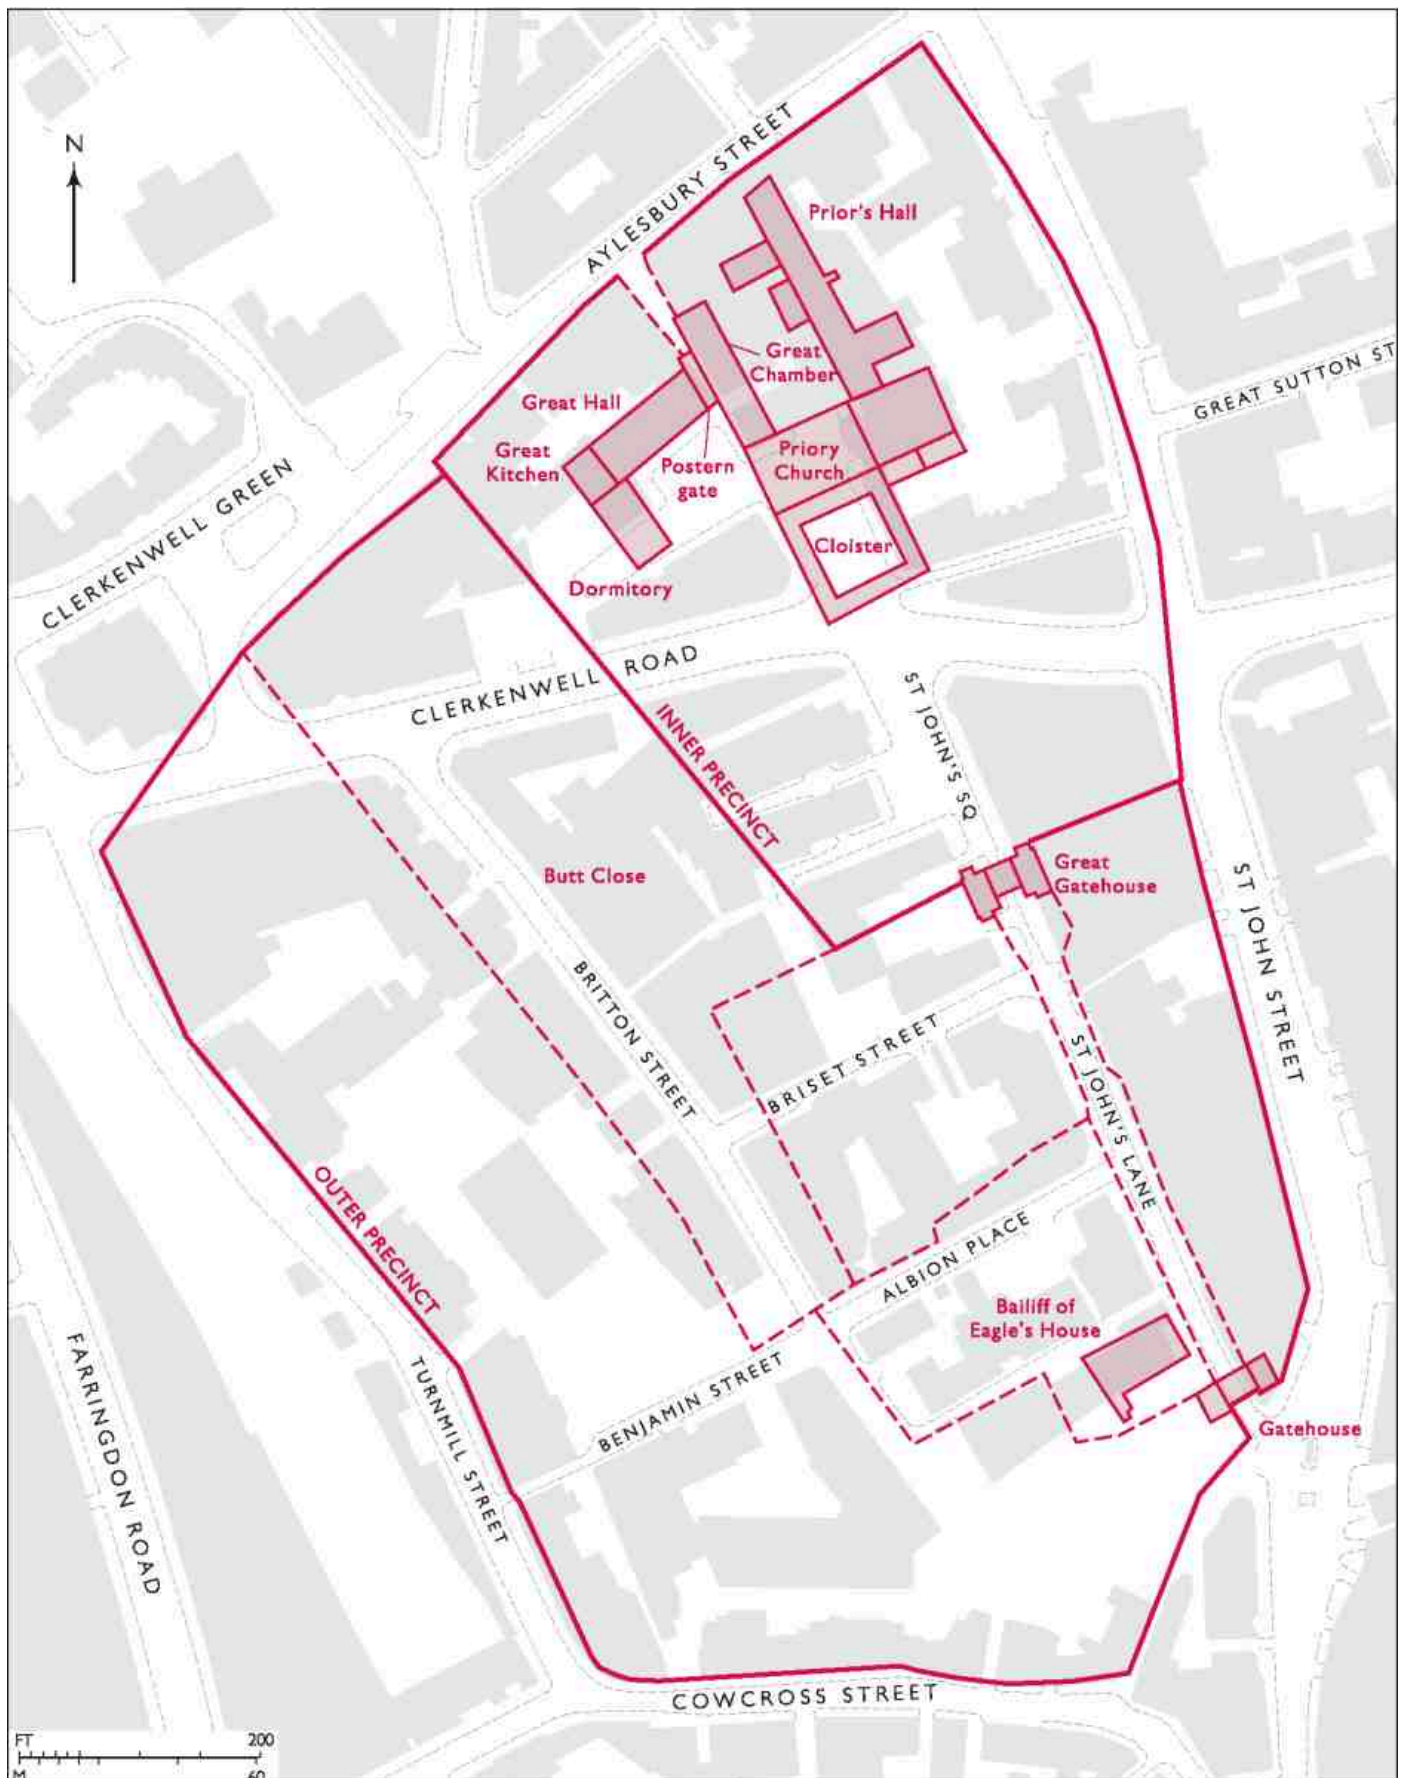 N
AYLESBURY STREET
Prior's Hall
Great
Chamber
GREAT SUTTON ST
Great Hall
Great
Kitchen
Postern
gate
Priory
Church
CLERKENWELL GREEN
Cloister
Dormitory
CLERKENWELL ROAD
ST JOHN'S SQ
INNER PRECINCT
Great
Gatehouse
Butt Close
ST JOHN STREET
BRITTON STREET
BRISET STREET
ST JOHN'S LANE
OUTER PRECINCT
ALBION PLACE
Bailiff of
Eagle's House
FARRINGDON ROAD
TURNMILL STREET
BENJAMIN STREET
Gatehouse
COWCROSS STREET
FT 200
M 60